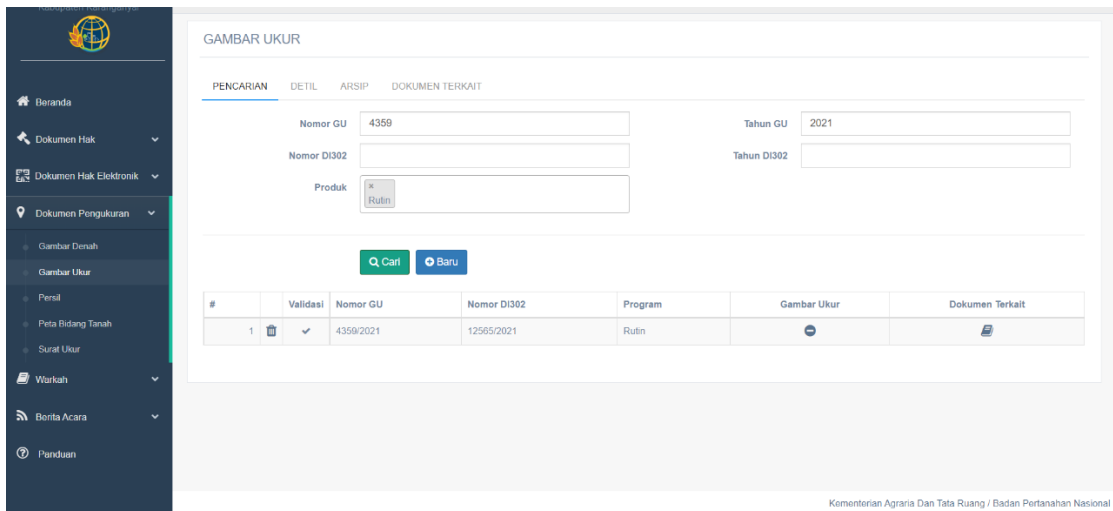 Kabupaten Karanganyar
Beranda
Dokumen Hak
Dokumen Hak Elektronik
Dokumen Pengukuran
Gambar Denah
Gambar Ukur
Persil
Peta Bidang Tanah
Surat Ukur
Warkah
Berita Acara
Panduan
GAMBAR UKUR
PENCARIAN DETIL ARSIP DOKUMEN TERKAIT
Nomor GU 4359 Tahun GU 2021
Nomor DI302 Tahun DI302
Produk × Rutin
Cari Baru
# Validasi Nomor GU Nomor DI302 Program Gambar Ukur Dokumen Terkait
1 4359/2021 12565/2021 Rutin
Kementerian Agraria Dan Tata Ruang / Badan Pertanahan Nasional